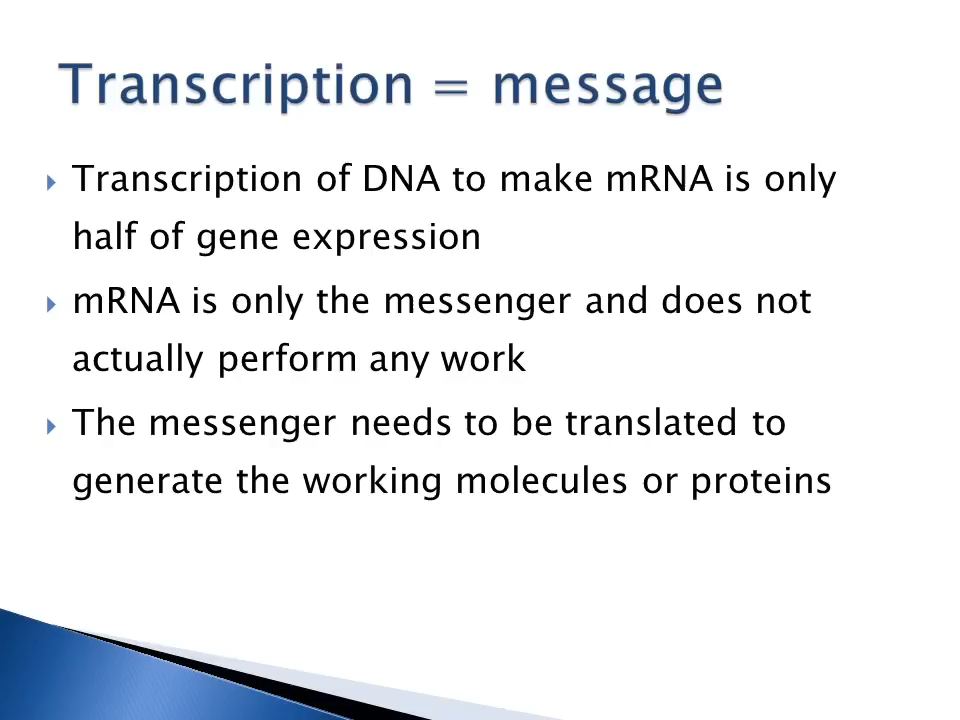 Transcription = message
Transcription of DNA to make mRNA is only
half of gene expression
mRNA is only the messenger and does not
actually perform any work
The messenger needs to be translated to
generate the working molecules or proteins